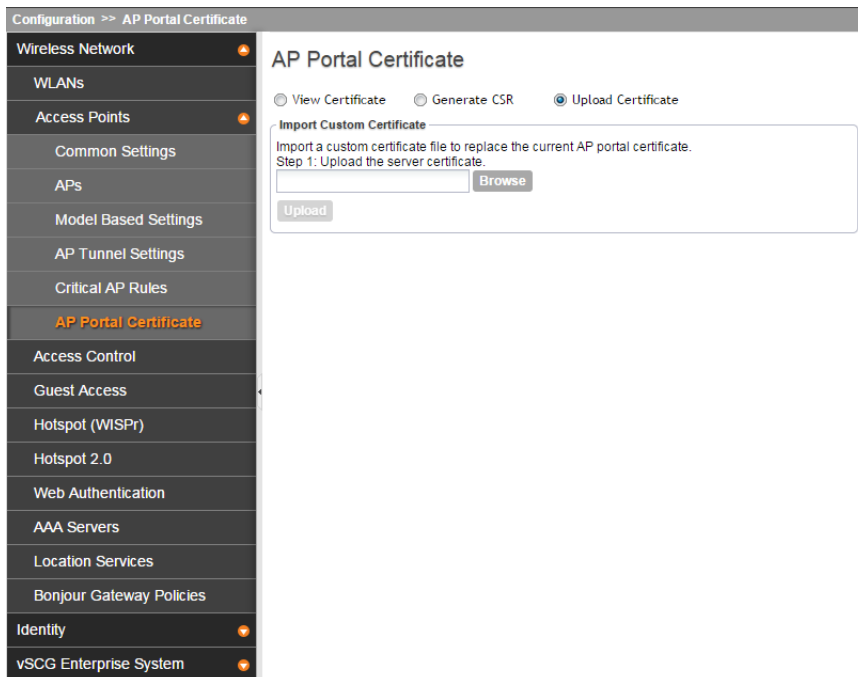 Configuration >> AP Portal Certificate
Wireless Network
WLANs
Access Points
Common Settings
APs
Model Based Settings
AP Tunnel Settings
Critical AP Rules
AP Portal Certificate
Access Control
Guest Access
Hotspot (WISPr)
Hotspot 2.0
Web Authentication
AAA Servers
Location Services
Bonjour Gateway Policies
Identity
vSCG Enterprise System
AP Portal Certificate
View Certificate Generate CSR Upload Certificate
Import Custom Certificate
Import a custom certificate file to replace the current AP portal certificate.
Step 1: Upload the server certificate.
Browse
Upload